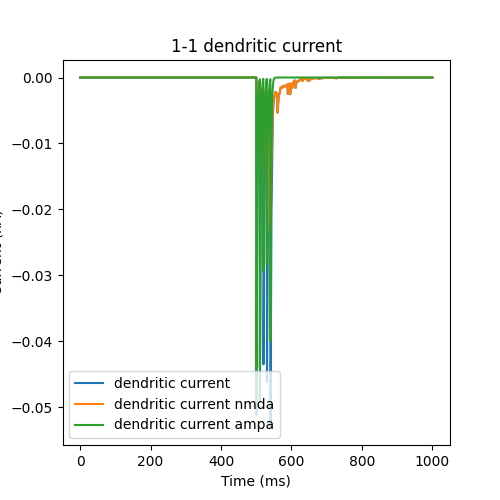 1-1 dendritic current
0.00
−0.01
−0.02
−0.03
−0.04
−0.05
dendritic current
dendritic current nmda
dendritic current ampa
0
200
400
600
800
1000
Time (ms)